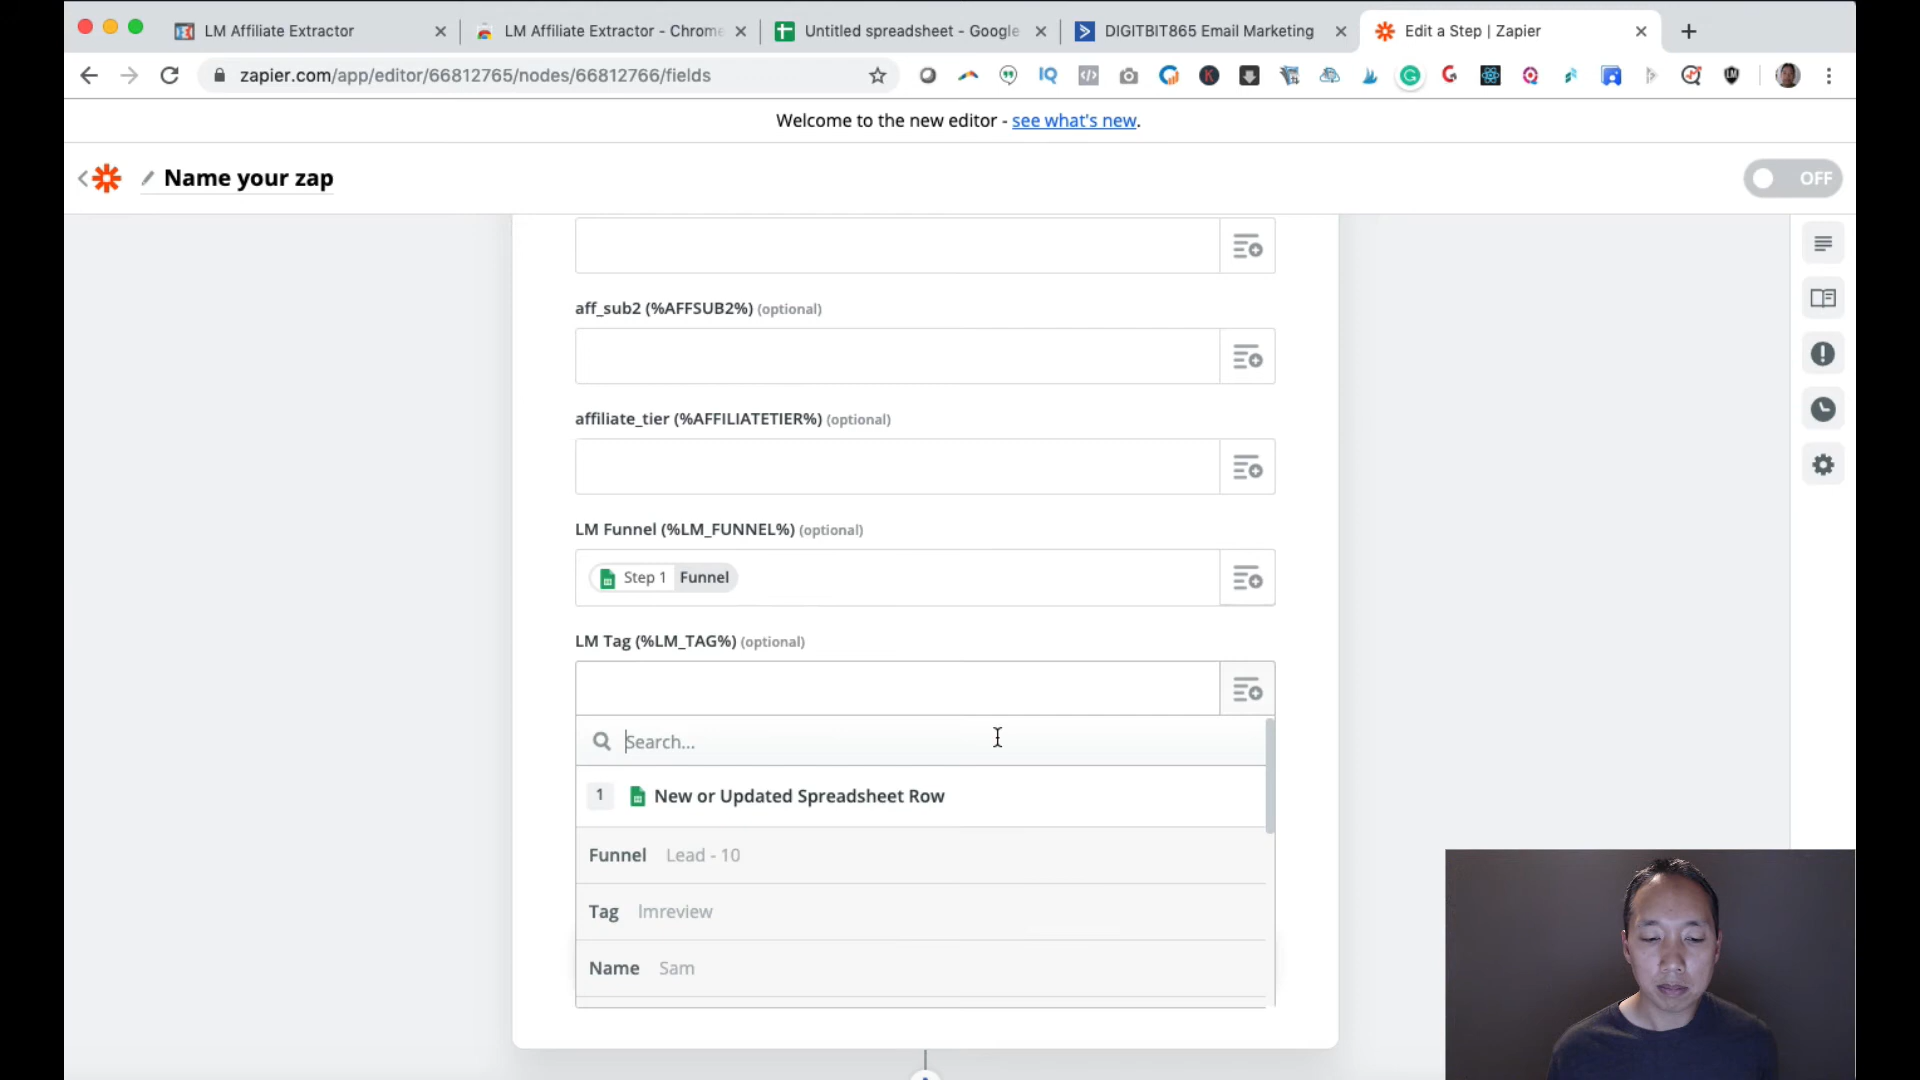 LM Affiliate Extractor
LM Affiliate Extractor - Chrome
Untitled spreadsheet - Google
DIGITBIT865 Email Marketing
Edit a Step | Zapier
zapier.com/app/editor/66812765/nodes/66812766/fields
Welcome to the new editor - see what's new.
Name your zap
OFF
aff_sub2 (%AFFSUB2%) (optional)
affiliate_tier (%AFFILIATETIER%) (optional)
LM Funnel (%LM_FUNNEL%) (optional)
Step 1 Funnel
LM Tag (%LM_TAG%) (optional)
Search...
1 New or Updated Spreadsheet Row
Funnel Lead - 10
Tag lmreview
Name Sam